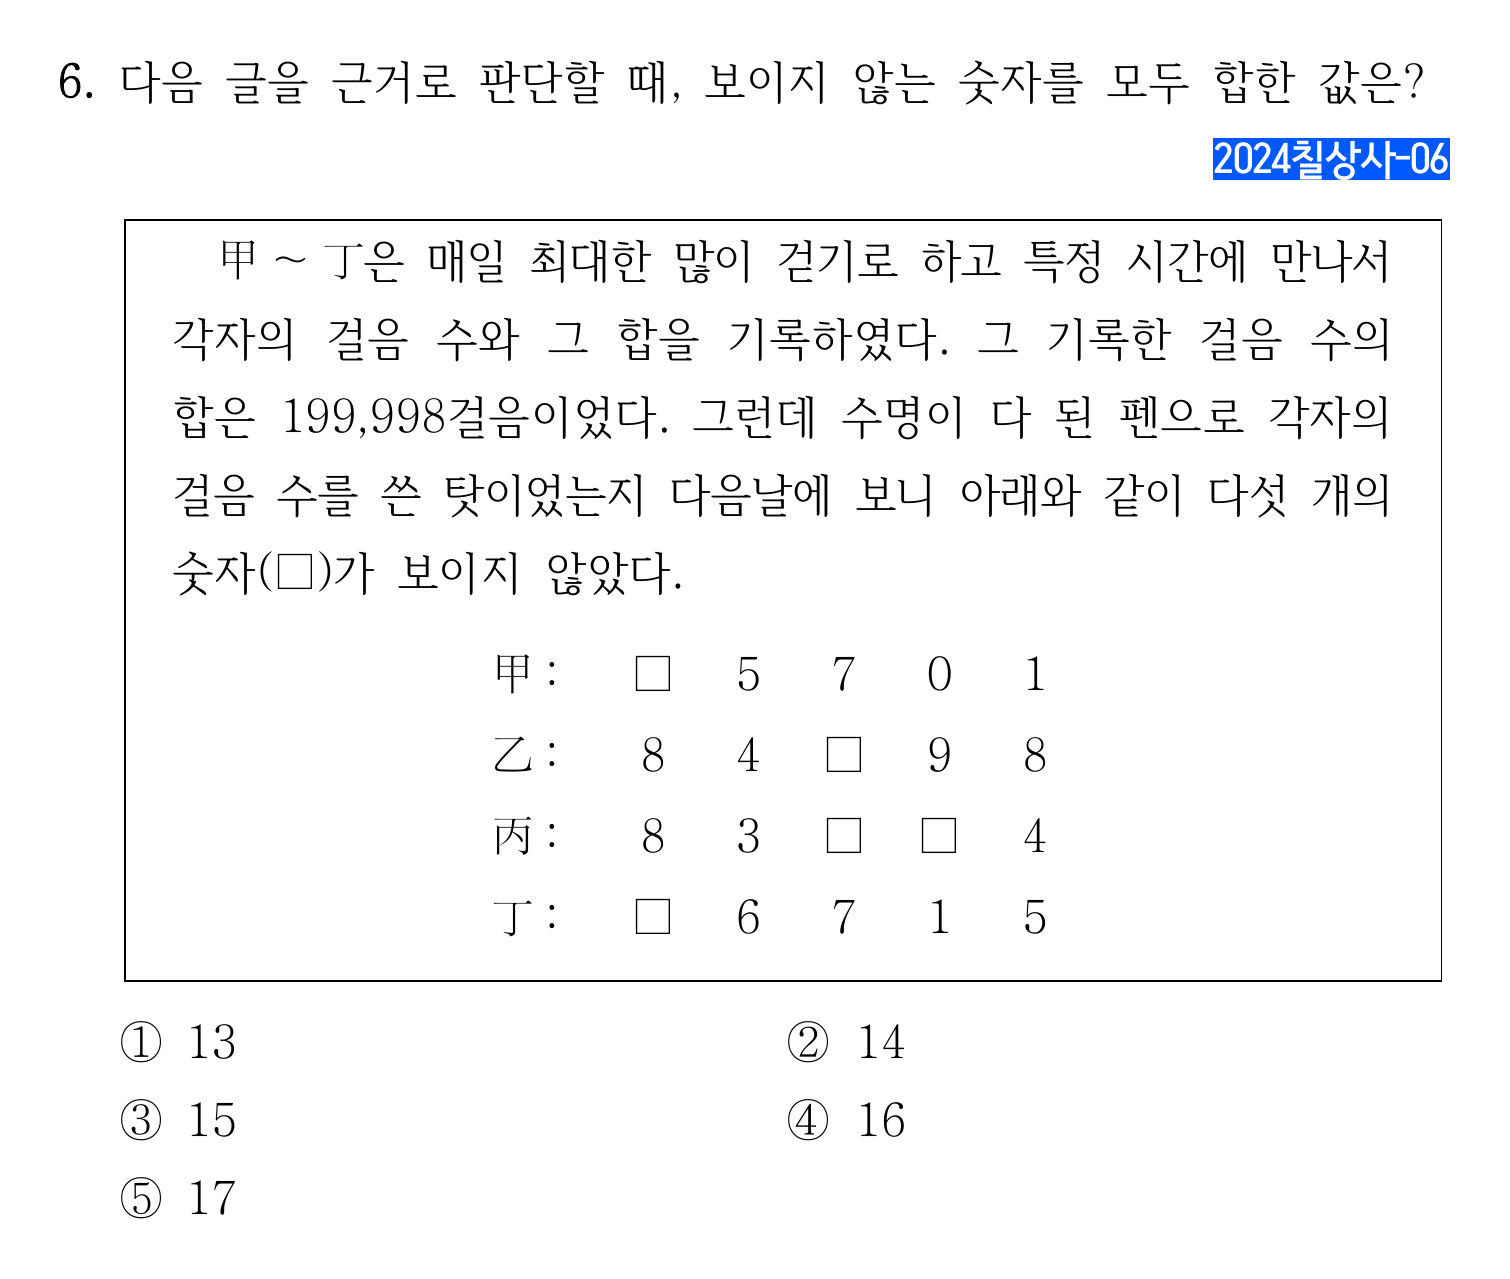 6. 다음 글을 근거로 판단할 때, 보이지 않는 숫자를 모두 합한 값은?
2024칠상사-06
甲 ~ 丁은 매일 최대한 많이 걷기로 하고 특정 시간에 만나서
각자의 걸음 수와 그 합을 기록하였다. 그 기록한 걸음 수의
합은 199,998걸음이었다. 그런데 수명이 다 된 펜으로 각자의
걸음 수를 쓴 탓이었는지 다음날에 보니 아래와 같이 다섯 개의
숫자(□)가 보이지 않았다.
甲 : □ 5 7 0 1
乙 : 8 4 □ 9 8
丙 : 8 3 □ □ 4
丁 : □ 6 7 1 5
① 13 ② 14
③ 15 ④ 16
⑤ 17